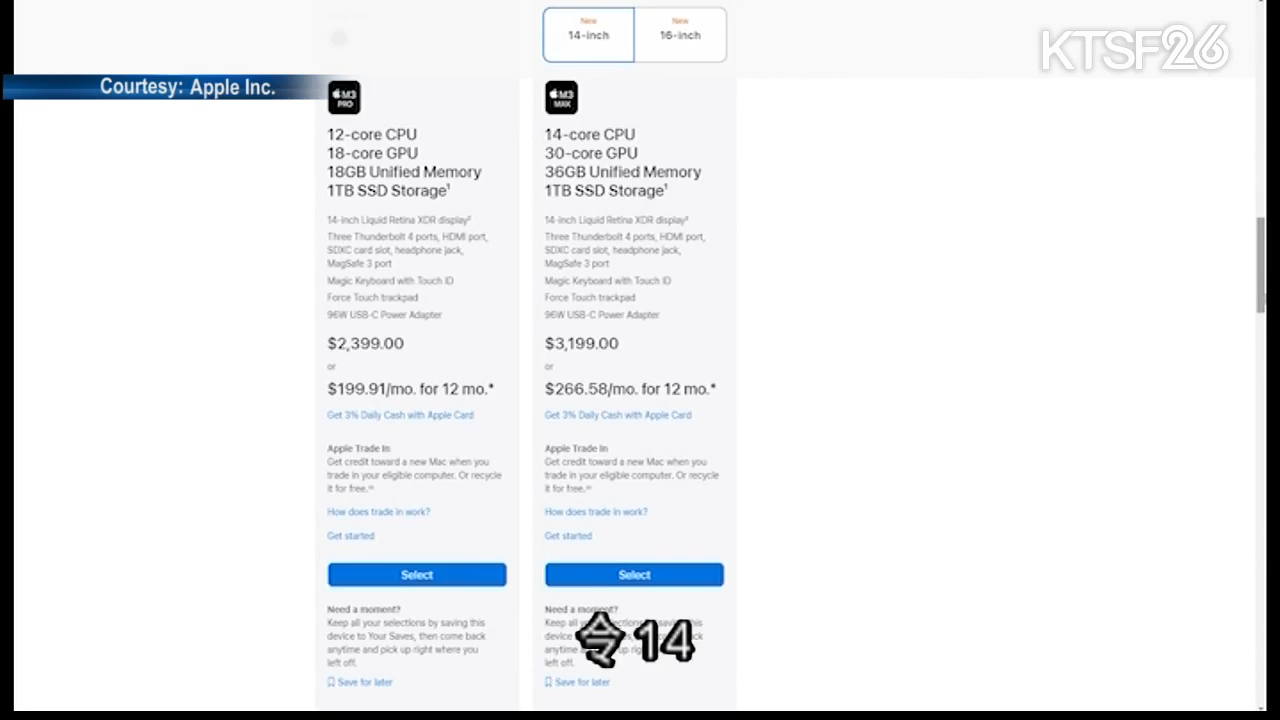 New
14-inch
New
16-inch
KTSF26
Courtesy: Apple Inc.
M3
PRO
12-core CPU
18-core GPU
18GB Unified Memory
1TB SSD Storage¹
14-inch Liquid Retina XDR display²
Three Thunderbolt 4 ports, HDMI port,
SDXC card slot, headphone jack,
MagSafe 3 port
Magic Keyboard with Touch ID
Force Touch trackpad
96W USB-C Power Adapter
$2,399.00
or
$199.91/mo. for 12 mo.*
Get 3% Daily Cash with Apple Card
Apple Trade In
Get credit toward a new Mac when you
trade in your eligible computer. Or recycle
it for free.
How does trade in work?
Get started
Select
Need a moment?
Keep all your selections by saving this
device to Your Saves, then come back
anytime and pick up right where you
left off.
Save for later
M3
MAX
14-core CPU
30-core GPU
36GB Unified Memory
1TB SSD Storage¹
14-inch Liquid Retina XDR display²
Three Thunderbolt 4 ports, HDMI port,
SDXC card slot, headphone jack,
MagSafe 3 port
Magic Keyboard with Touch ID
Force Touch trackpad
96W USB-C Power Adapter
$3,199.00
or
$266.58/mo. for 12 mo.*
Get 3% Daily Cash with Apple Card
Apple Trade In
Get credit toward a new Mac when you
trade in your eligible computer. Or recycle
it for free.
How does trade in work?
Get started
Select
Need a moment?
Keep all your selections by saving this
device
anytime
left off.
Save for later
令14